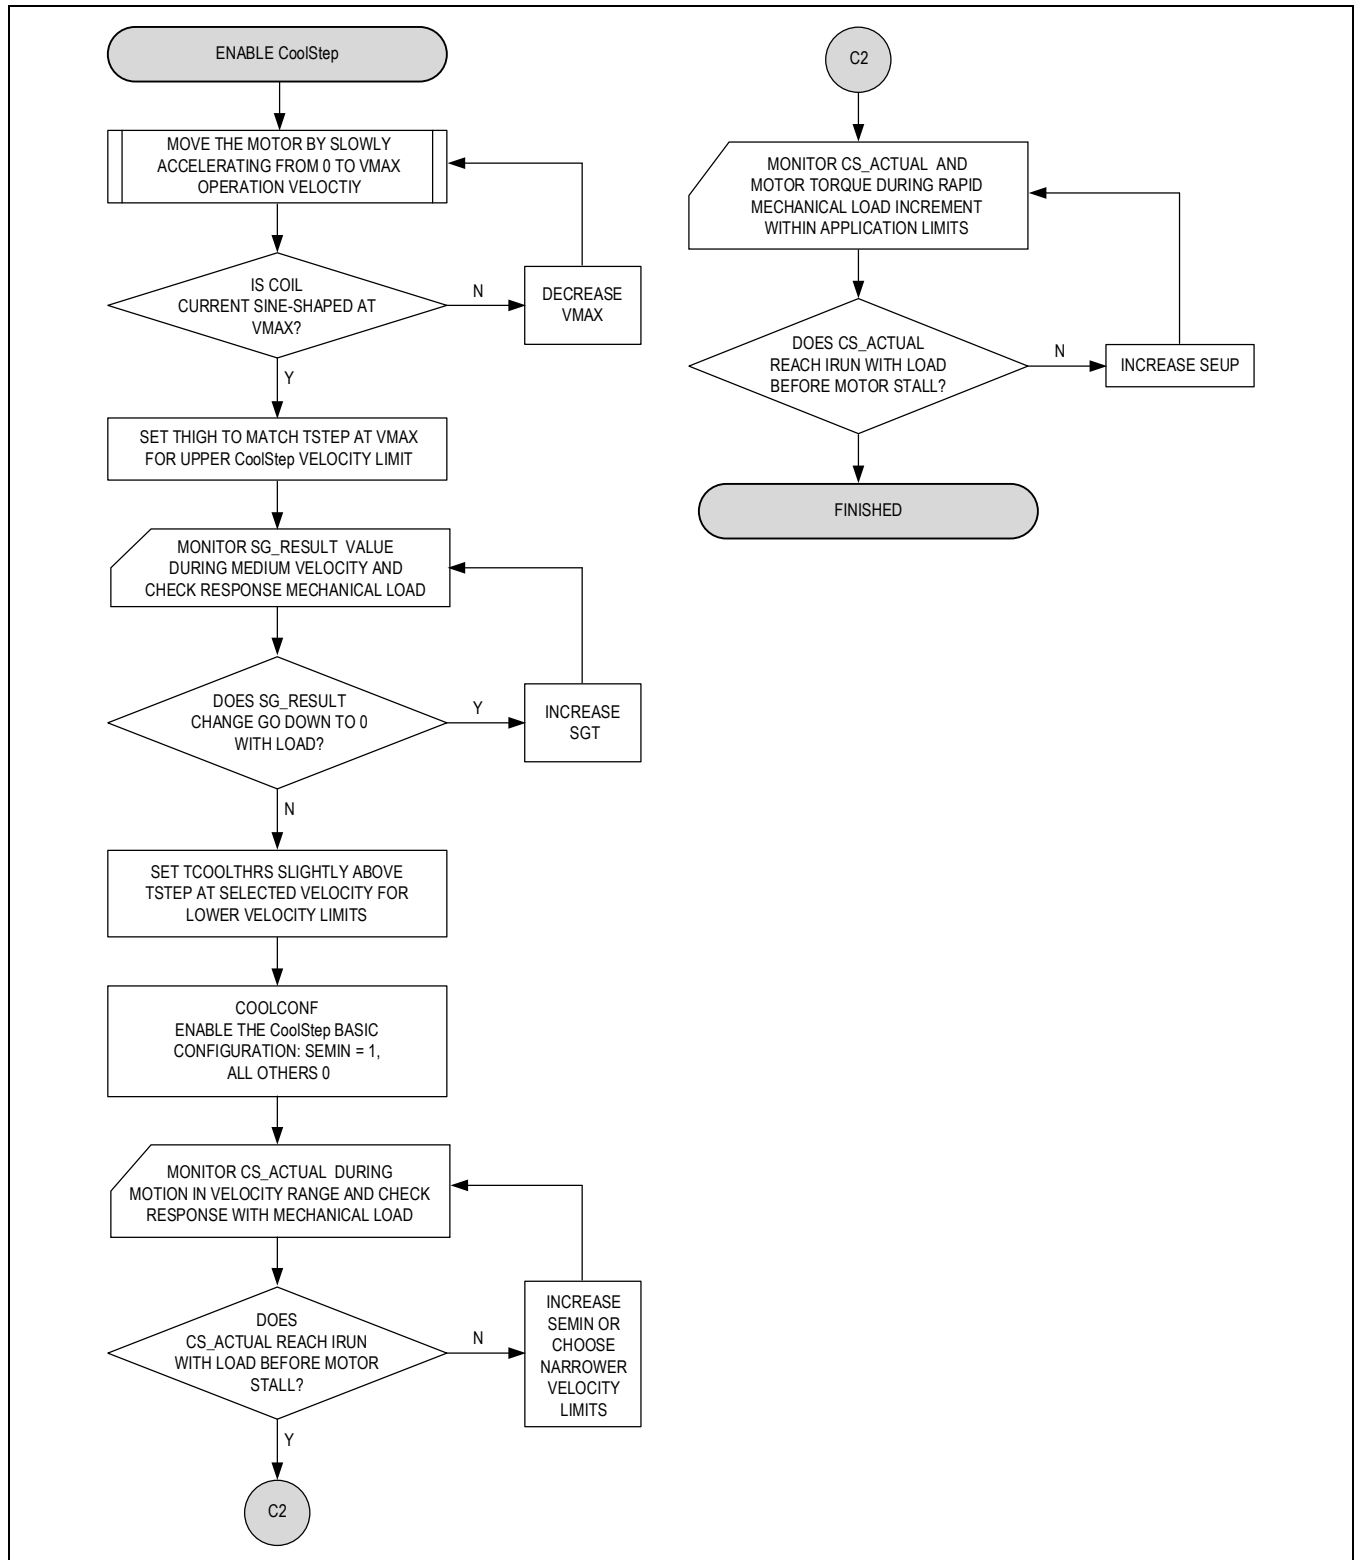 ENABLE CoolStep
MOVE THE MOTOR BY SLOWLY
ACCELERATING FROM 0 TO VMAX
OPERATION VELOCTIY
IS COIL
CURRENT SINE-SHAPED AT
VMAX?
N
DECREASE
VMAX
Y
SET THIGH TO MATCH TSTEP AT VMAX
FOR UPPER CoolStep VELOCITY LIMIT
MONITOR SG_RESULT VALUE
DURING MEDIUM VELOCITY AND
CHECK RESPONSE MECHANICAL LOAD
DOES SG_RESULT
CHANGE GO DOWN TO 0
WITH LOAD?
Y
INCREASE
SGT
N
SET TCOOLTHRS SLIGHTLY ABOVE
TSTEP AT SELECTED VELOCITY FOR
LOWER VELOCITY LIMITS
COOLCONF
ENABLE THE CoolStep BASIC
CONFIGURATION: SEMIN = 1,
ALL OTHERS 0
MONITOR CS_ACTUAL DURING
MOTION IN VELOCITY RANGE AND CHECK
RESPONSE WITH MECHANICAL LOAD
DOES
CS_ACTUAL REACH IRUN
WITH LOAD BEFORE MOTOR
STALL?
N
INCREASE
SEMIN OR
CHOOSE
NARROWER
VELOCITY
LIMITS
Y
C2
C2
MONITOR CS_ACTUAL AND
MOTOR TORQUE DURING RAPID
MECHANICAL LOAD INCREMENT
WITHIN APPLICATION LIMITS
DOES CS_ACTUAL
REACH IRUN WITH LOAD
BEFORE MOTOR STALL?
N
INCREASE SEUP
FINISHED